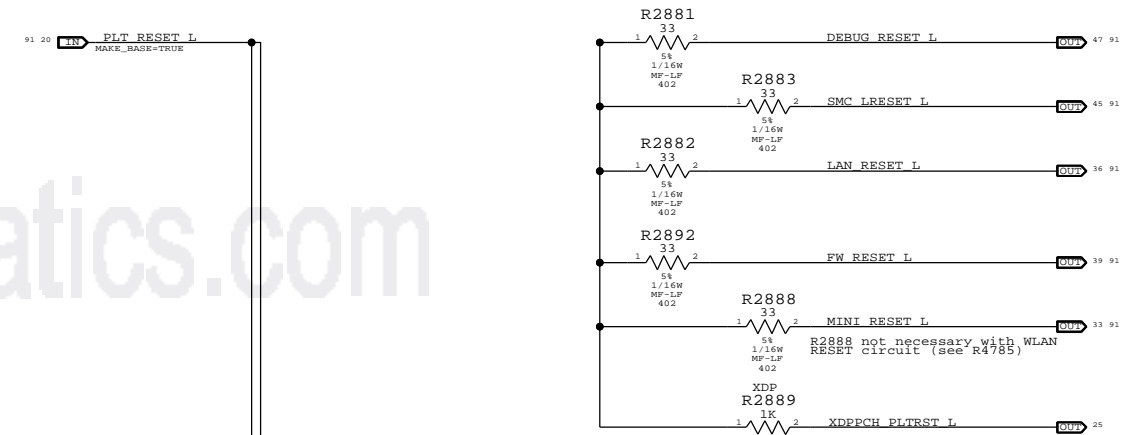 R2881
33
91 20 IN PLT_RESET_L
MAKE_BASE=TRUE
1 2 DEBUG_RESET_L OUT 47 91
5%
1/16W
MF-LF
402
R2883
33
1 2 SMC_LRESET_L OUT 45 91
5%
1/16W
MF-LF
402
R2882
33
1 2 LAN_RESET_L OUT 36 91
5%
1/16W
MF-LF
402
atics.com
R2892
33
1 2 FW_RESET_L OUT 39 91
5%
1/16W
MF-LF
402
R2888
33
1 2 MINI_RESET_L OUT 33 91
5%
1/16W
MF-LF
402
R2888 not necessary with WLAN
RESET circuit (see R4785)
XDP
R2889
1K
1 2 XDPPCH_PLTRST_L OUT 25